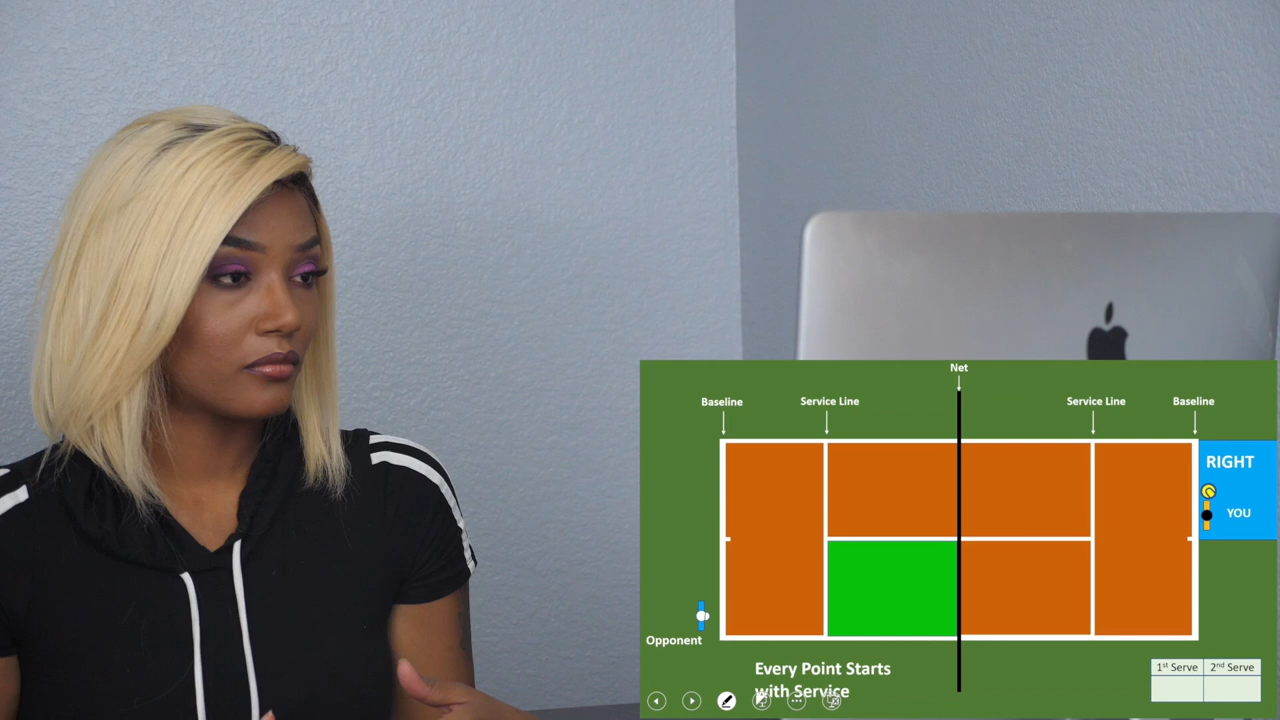 Net
Baseline
Service Line
Service Line
Baseline
RIGHT
YOU
Opponent
Every Point Starts
with Service
1st Serve
2nd Serve